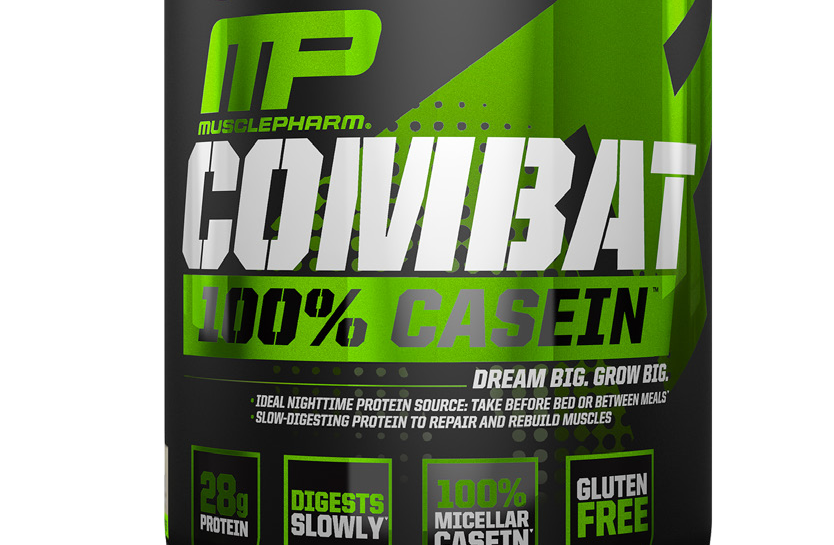 MP
MUSCLEPHARM®
COMBAT
100% CASEIN™
DREAM BIG. GROW BIG.
• IDEAL NIGHTTIME PROTEIN SOURCE: TAKE BEFORE BED OR BETWEEN MEALS*
• SLOW-DIGESTING PROTEIN TO REPAIR AND REBUILD MUSCLES
28g
PROTEIN
DIGESTS
SLOWLY*
100%
MICELLAR
CASEIN*
GLUTEN
FREE